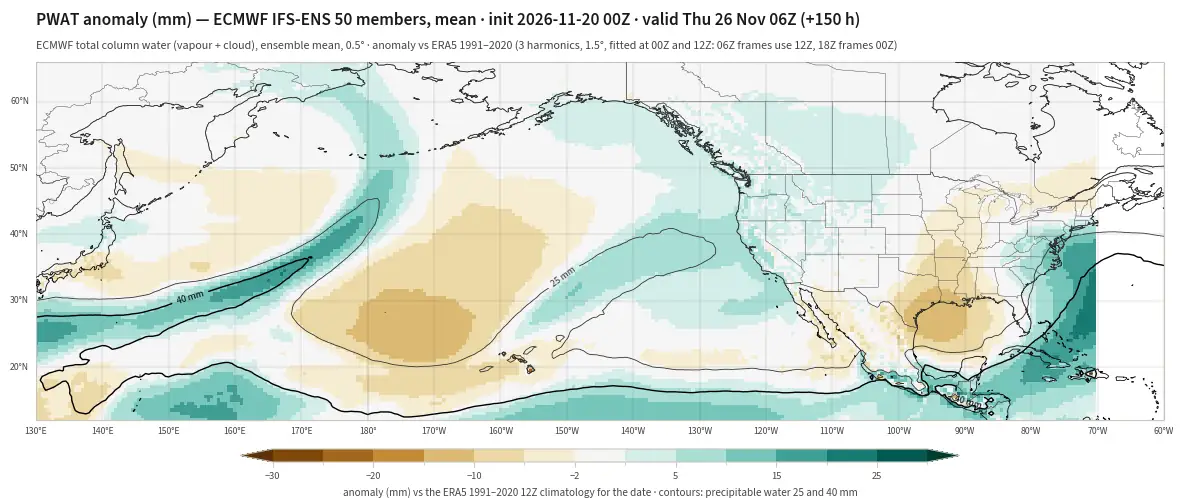 PWAT anomaly (mm) — ECMWF IFS-ENS 50 members, mean · init 2026-11-20 00Z · valid Thu 26 Nov 06Z (+150 h)
ECMWF total column water (vapour + cloud), ensemble mean, 0.5° · anomaly vs ERA5 1991–2020 (3 harmonics, 1.5°, fitted at 00Z and 12Z: 06Z frames use 12Z, 18Z frames 00Z)
60°N
50°N
40°N
30°N
20°N
25 mm
40 mm
130°E 140°E 150°E 160°E 170°E 180° 170°W 160°W 150°W 140°W 130°W 120°W 110°W 100°W 90°W 80°W 70°W 60°W
−30 −20 −10 −2 5 15 25
anomaly (mm) vs the ERA5 1991–2020 12Z climatology for the date · contours: precipitable water 25 and 40 mm